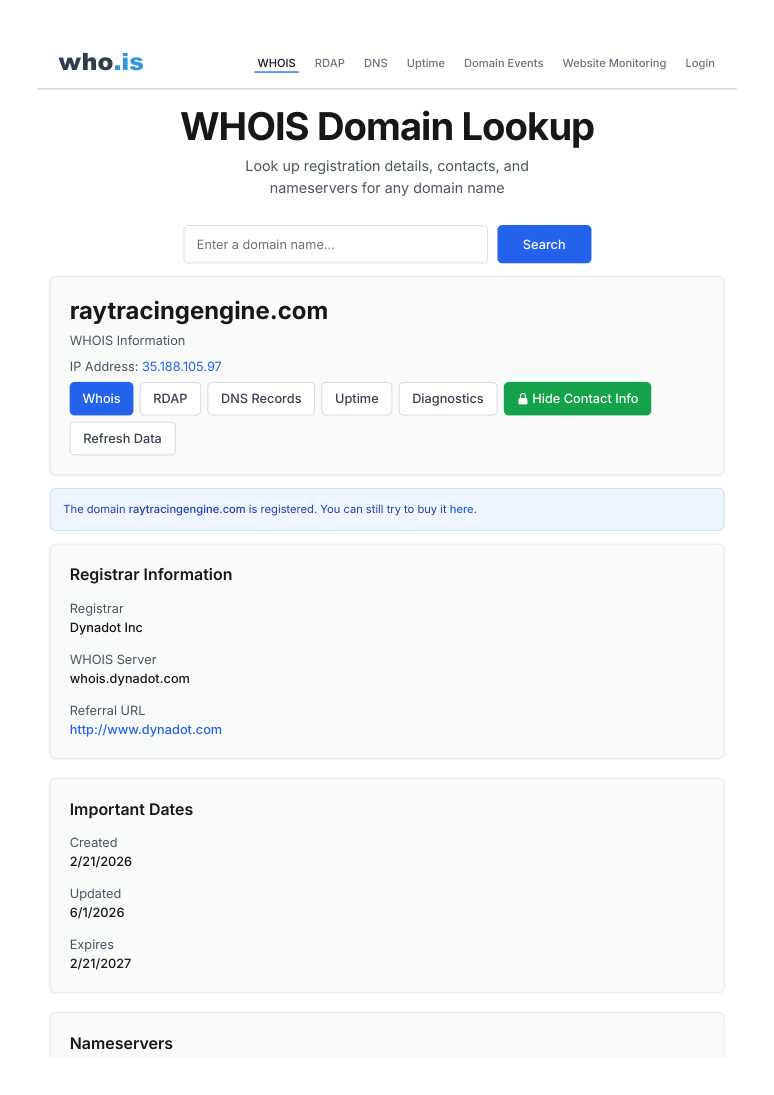 who.is
WHOIS RDAP DNS Uptime Domain Events Website Monitoring Login
WHOIS Domain Lookup
Look up registration details, contacts, and
nameservers for any domain name
Enter a domain name...
Search
raytracingengine.com
WHOIS Information
IP Address: 35.188.105.97
Whois RDAP DNS Records Uptime Diagnostics Hide Contact Info
Refresh Data
The domain raytracingengine.com is registered. You can still try to buy it here.
Registrar Information
Registrar
Dynadot Inc
WHOIS Server
whois.dynadot.com
Referral URL
http://www.dynadot.com
Important Dates
Created
2/21/2026
Updated
6/1/2026
Expires
2/21/2027
Nameservers